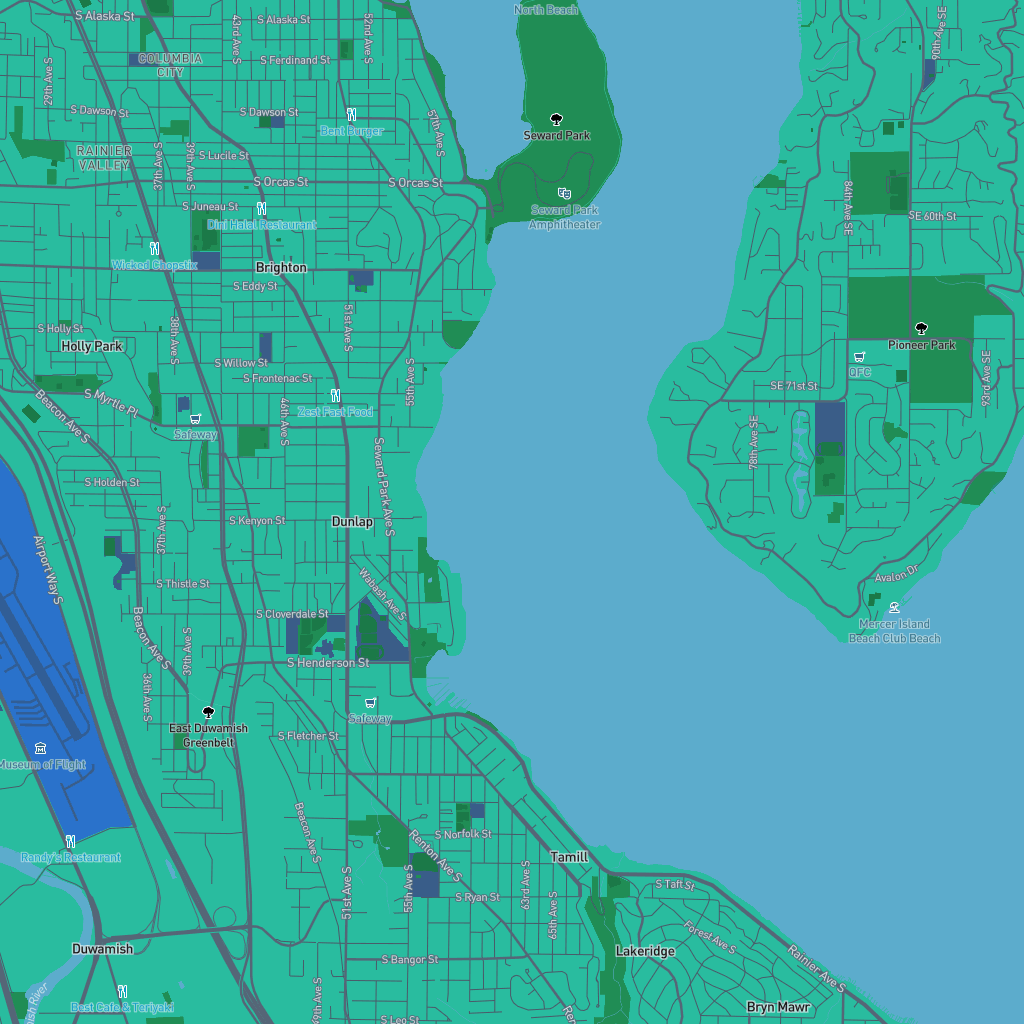 North Beach
S Alaska St
S Alaska St
43rd Ave S
52nd Ave S
90th Ave SE
COLUMBIA
CITY
S Ferdinand St
29th Ave S
S Dawson St
S Dawson St
Bent Burger
57th Ave S
Seward Park
RAINIER
VALLEY
37th Ave S
39th Ave S
S Lucile St
S Orcas St
S Orcas St
S Juneau St
Dini Halal Restaurant
Seward Park
Amphitheater
84th Ave SE
SE 60th St
Wicked Chopstix
Brighton
S Eddy St
S Holly St
Holly Park
38th Ave S
51st Ave S
Pioneer Park
S Willow St
S Frontenac St
55th Ave S
QFC
93rd Ave SE
SE 71st St
S Myrtle Pl
Beacon Ave S
Safeway
46th Ave S
Zest Fast Food
78th Ave SE
S Holden St
Seward Park Ave S
37th Ave S
S Kenyon St
Dunlap
Airport Way S
S Thistle St
Wabash Ave S
Avalon Dr
S Cloverdale St
Mercer Island
Beach Club Beach
Beacon Ave S
39th Ave S
S Henderson St
36th Ave S
Safeway
East Duwamish
Greenbelt
S Fletcher St
Museum of Flight
Beacon Ave S
Renton Ave S
S Norfolk St
Randy's Restaurant
Tamill
51st Ave S
55th Ave S
63rd Ave S
65th Ave S
S Ryan St
S Taft St
Forest Ave S
Duwamish
Lakeridge
Rainier Ave S
S Bangor St
Best Cafe & Teriyaki
49th Ave S
Bryn Mawr
S Leo St